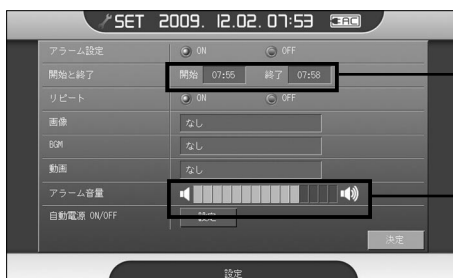 SET 2009. 12.02. 07:53 AC
アラーム設定 ON OFF
開始と終了 開始 07:55 終了 07:58
リピート ON OFF
画像 なし
BGM なし
動画 なし
アラーム音量
自動電源 ON/OFF 設定
決定
設定